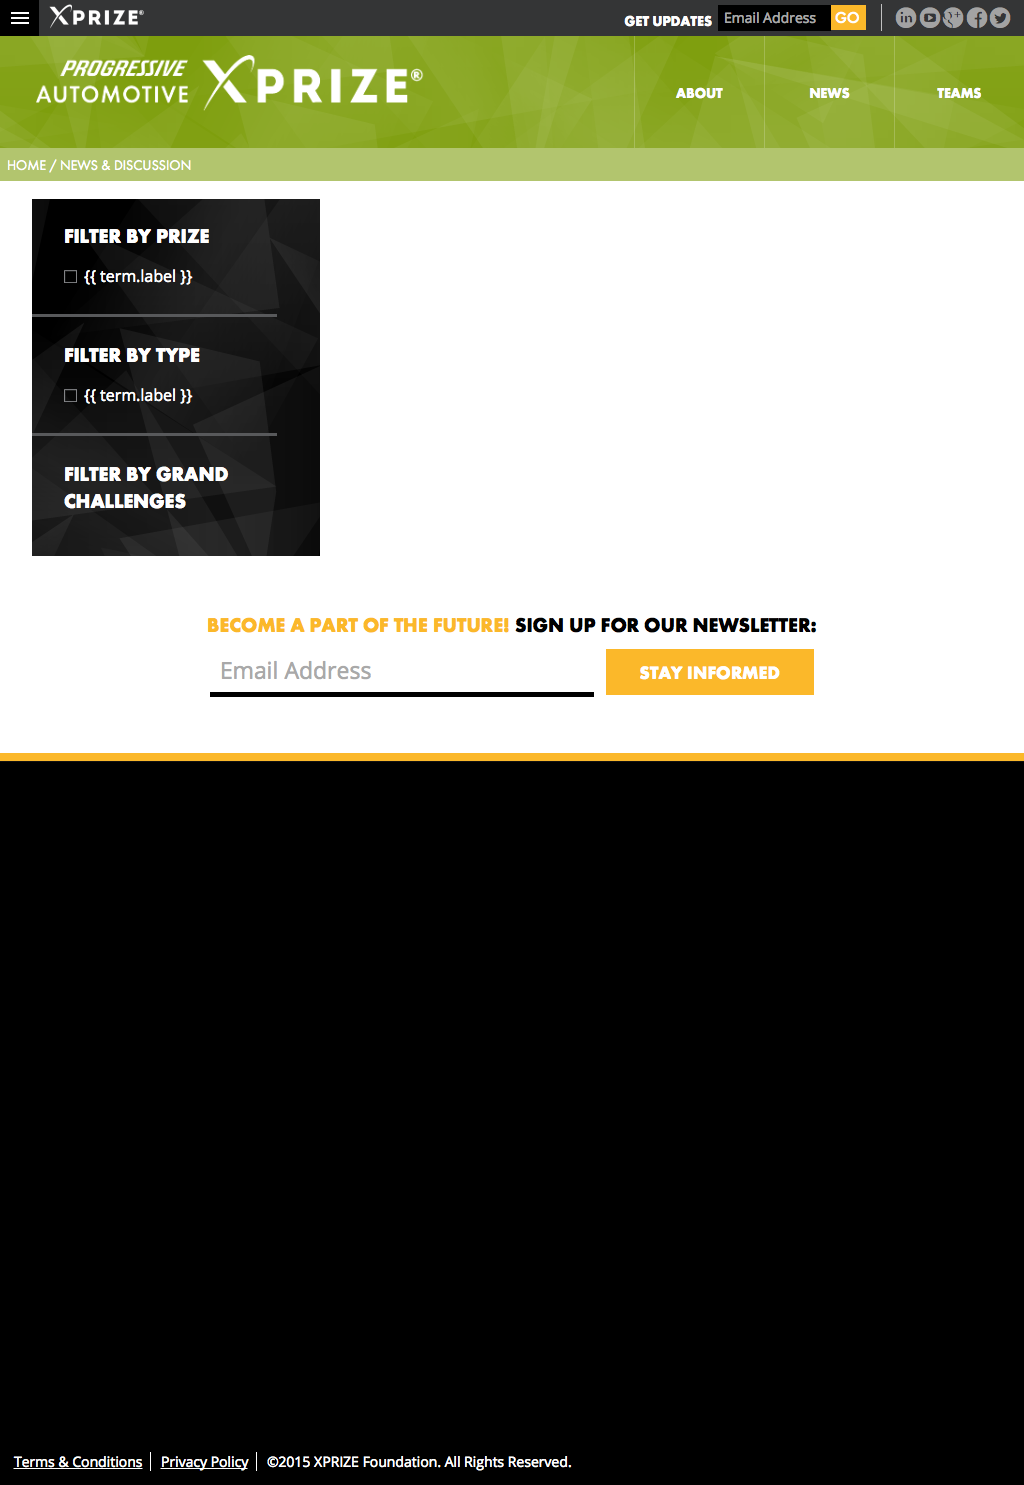 XPRIZE®
GET UPDATES
Email Address
GO
PROGRESSIVE
AUTOMOTIVE
XPRIZE®
ABOUT
NEWS
TEAMS
HOME / NEWS & DISCUSSION
FILTER BY PRIZE
{{ term.label }}
FILTER BY TYPE
{{ term.label }}
FILTER BY GRAND
CHALLENGES
BECOME A PART OF THE FUTURE! SIGN UP FOR OUR NEWSLETTER:
Email Address
STAY INFORMED
Terms & Conditions
Privacy Policy
©2015 XPRIZE Foundation. All Rights Reserved.